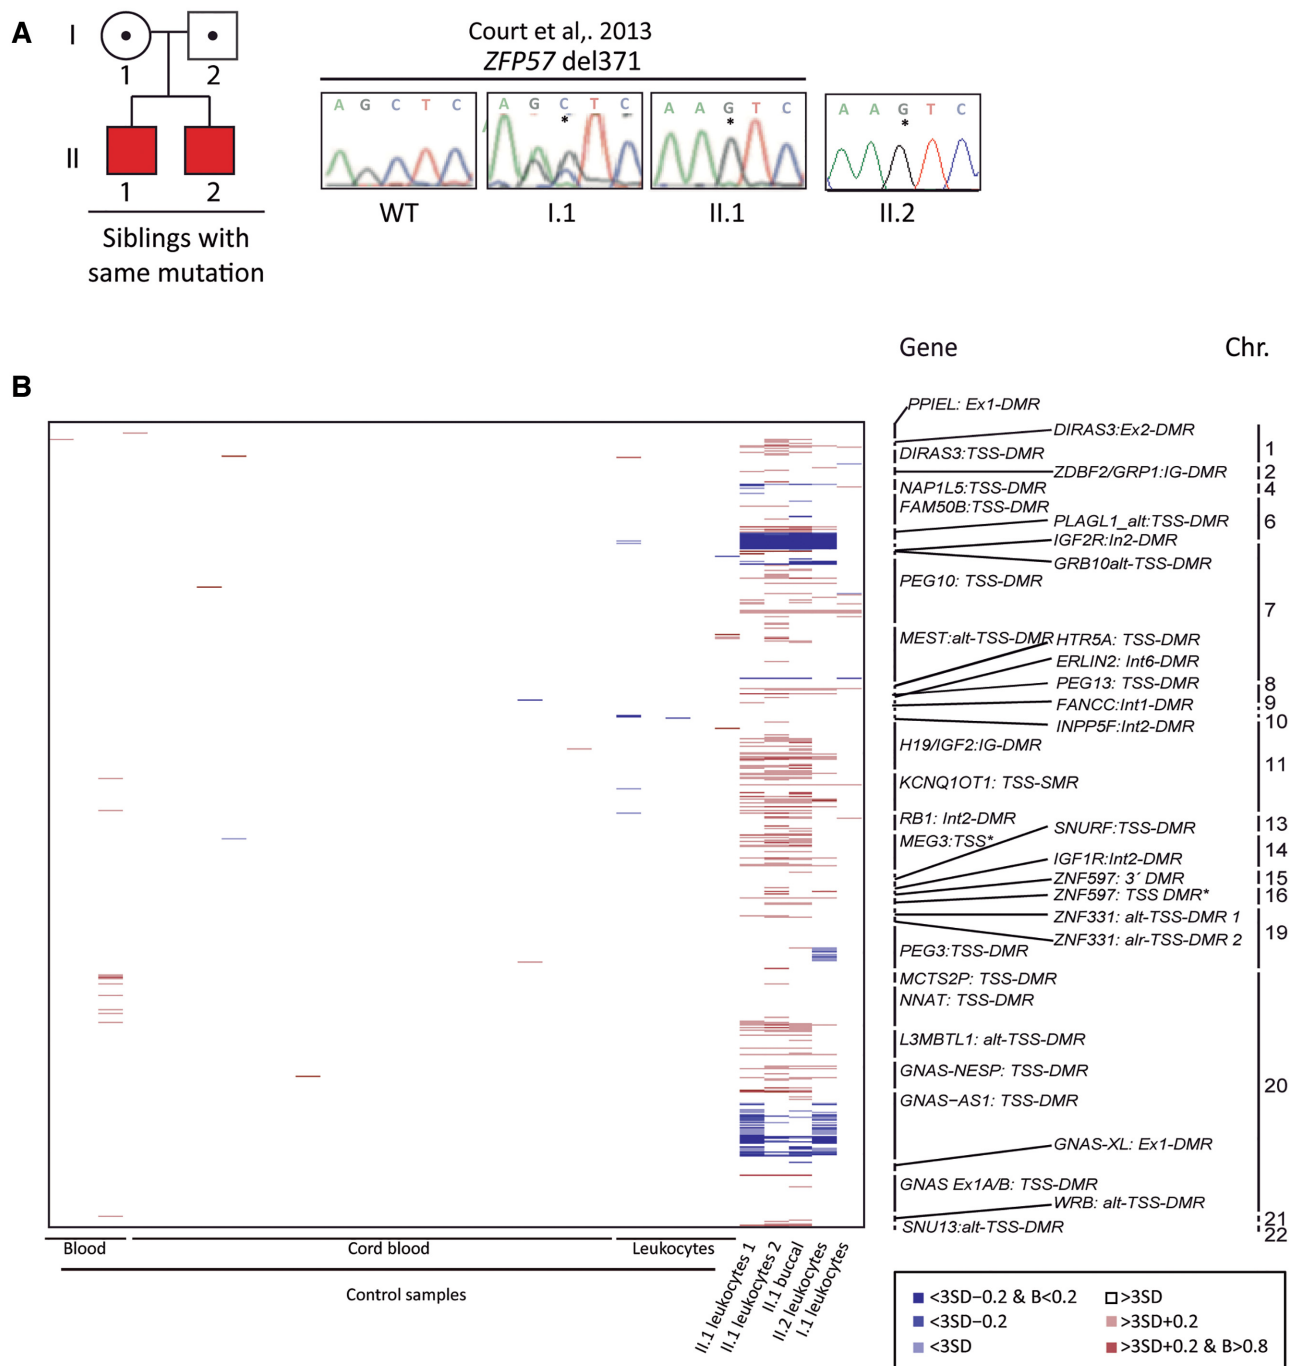 A
I
1
2
II
1
2
Siblings with
same mutation
Court et al,. 2013
ZFP57 del371
A G C T C
A G C T C
*
A A G T C
*
A A G T C
*
WT
I.1
II.1
II.2
B
Gene
Chr.
PPIEL: Ex1-DMR
DIRAS3:Ex2-DMR
DIRAS3:TSS-DMR
ZDBF2/GRP1:IG-DMR
NAP1L5:TSS-DMR
FAM50B:TSS-DMR
PLAGL1_alt:TSS-DMR
IGF2R:In2-DMR
GRB10alt-TSS-DMR
PEG10: TSS-DMR
MEST:alt-TSS-DMR
HTR5A: TSS-DMR
ERLIN2: Int6-DMR
PEG13: TSS-DMR
FANCC:Int1-DMR
INPP5F:Int2-DMR
H19/IGF2:IG-DMR
KCNQ1OT1: TSS-SMR
RB1: Int2-DMR
SNURF:TSS-DMR
MEG3:TSS*
IGF1R:Int2-DMR
ZNF597: 3´ DMR
ZNF597: TSS DMR*
ZNF331: alt-TSS-DMR 1
ZNF331: alr-TSS-DMR 2
PEG3:TSS-DMR
MCTS2P: TSS-DMR
NNAT: TSS-DMR
L3MBTL1: alt-TSS-DMR
GNAS-NESP: TSS-DMR
GNAS−AS1: TSS-DMR
GNAS-XL: Ex1-DMR
GNAS Ex1A/B: TSS-DMR
WRB: alt-TSS-DMR
SNU13:alt-TSS-DMR
1
2
4
6
7
8
9
10
11
13
14
15
16
19
20
21
22
Blood
Cord blood
Leukocytes
Control samples
II.1 leukocytes 1
II.1 leukocytes 2
II.1 buccal
II.2 leukocytes
I.1 leukocytes
<3SD−0.2 & B<0.2
<3SD−0.2
<3SD
>3SD
>3SD+0.2
>3SD+0.2 & B>0.8